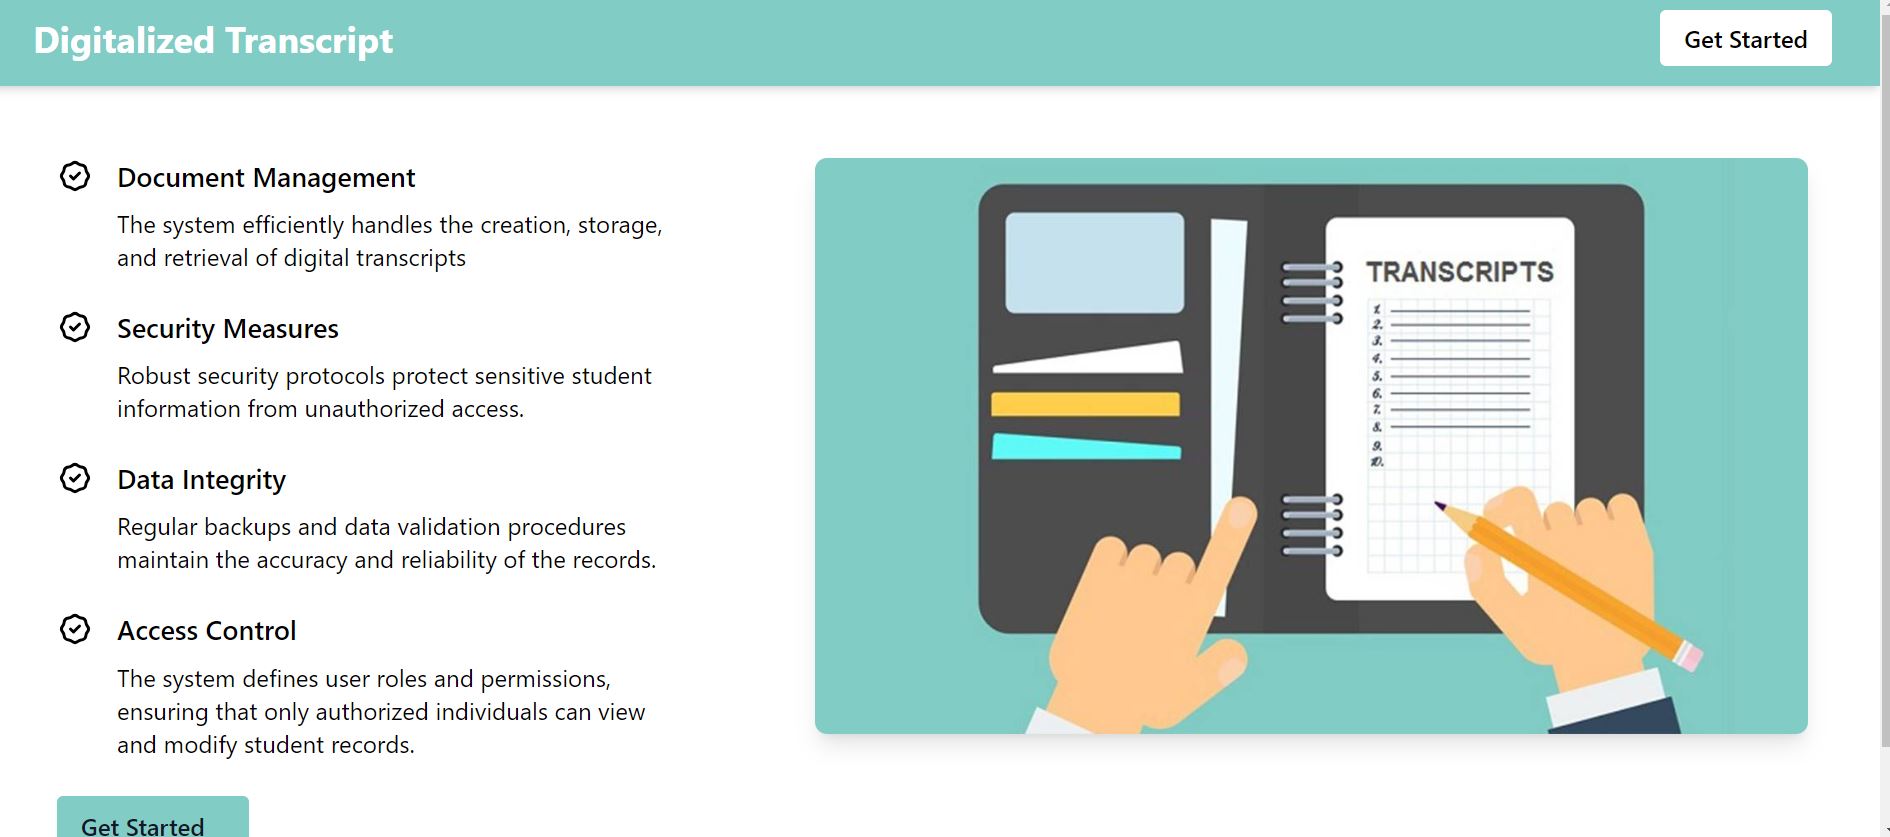 Digitalized Transcript
Get Started
Document Management
The system efficiently handles the creation, storage,
and retrieval of digital transcripts
Security Measures
Robust security protocols protect sensitive student
information from unauthorized access.
Data Integrity
Regular backups and data validation procedures
maintain the accuracy and reliability of the records.
Access Control
The system defines user roles and permissions,
ensuring that only authorized individuals can view
and modify student records.
Get Started
TRANSCRIPTS
1.
2.
3.
4.
5.
6.
7.
8.
9.
10.